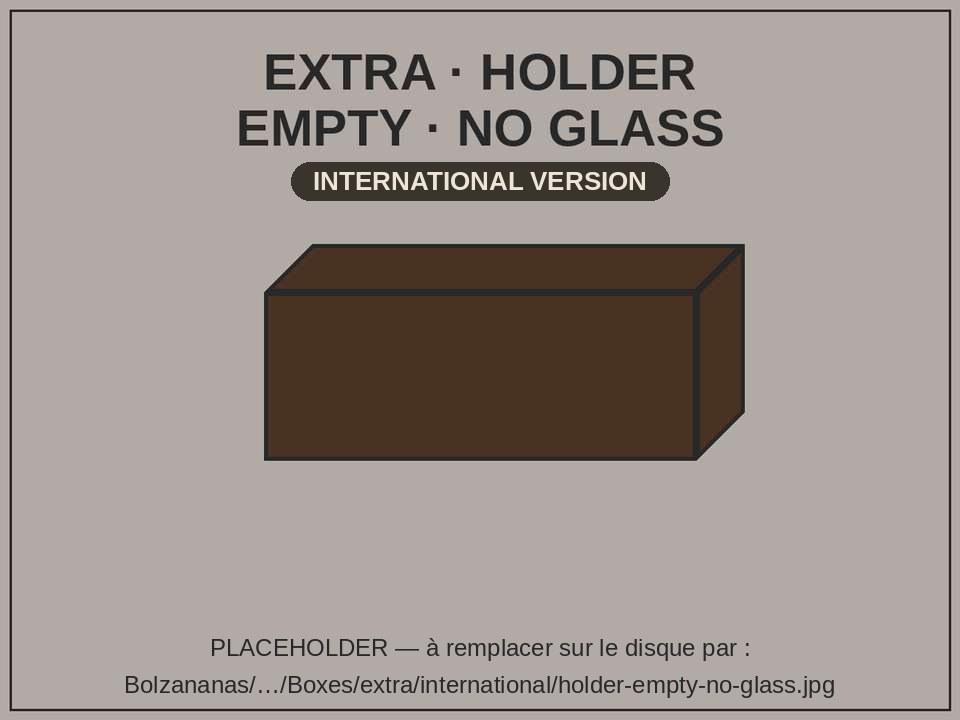 EXTRA · HOLDER
EMPTY · NO GLASS
INTERNATIONAL VERSION
PLACEHOLDER — à remplacer sur le disque par :
Bolzananas/…/Boxes/extra/international/holder-empty-no-glass.jpg